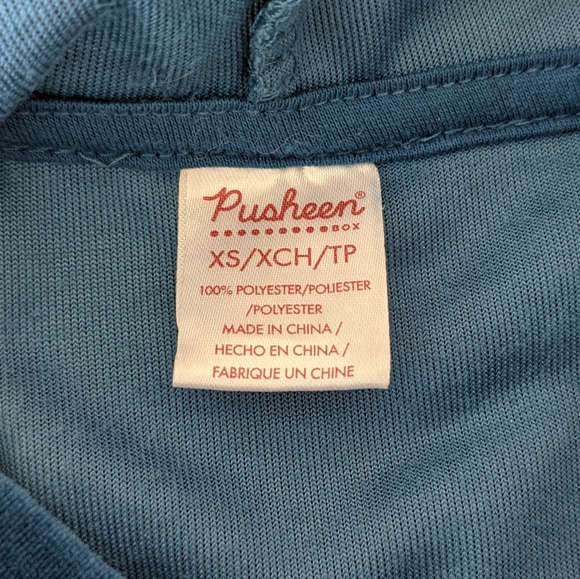 Pusheen®
BOX
XS/XCH/TP
100% POLYESTER/POLIESTER
/POLYESTER
MADE IN CHINA /
HECHO EN CHINA /
FABRIQUE UN CHINE